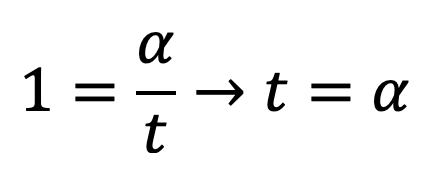 1 = α/t → t = α